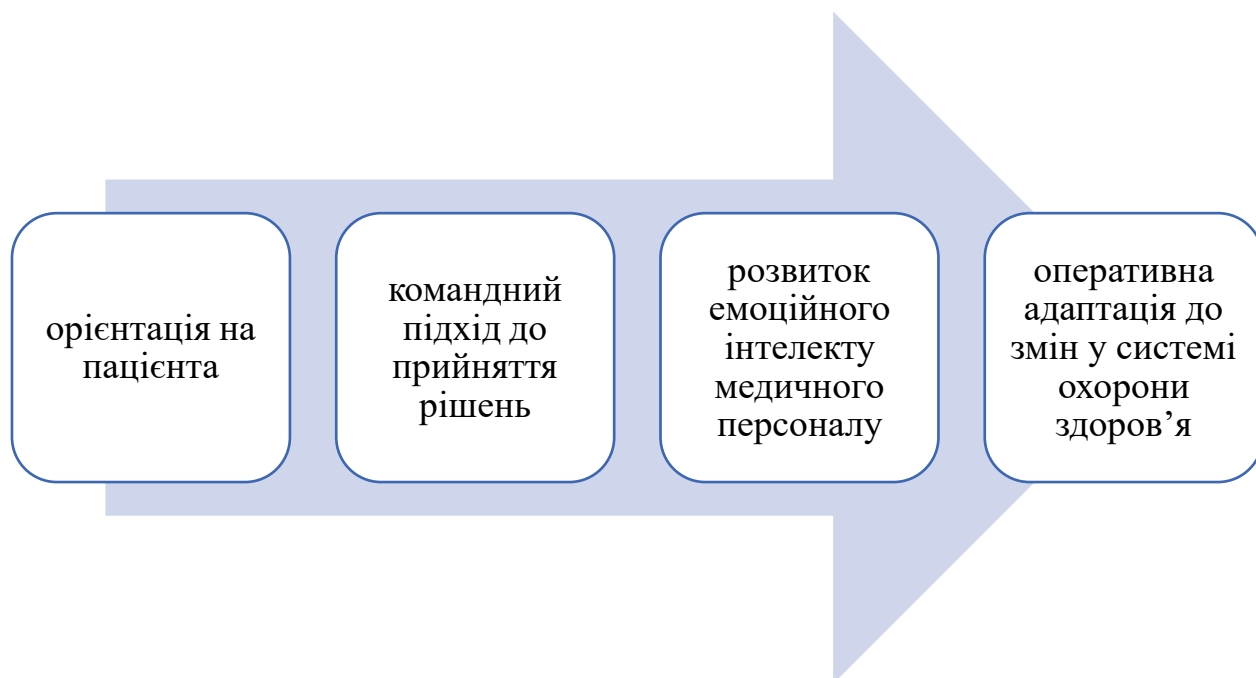 орієнтація на
пацієнта
командний
підхід до
прийняття
рішень
розвиток
емоційного
інтелекту
медичного
персоналу
оперативна
адаптація до
змін у системі
охорони
здоров’я